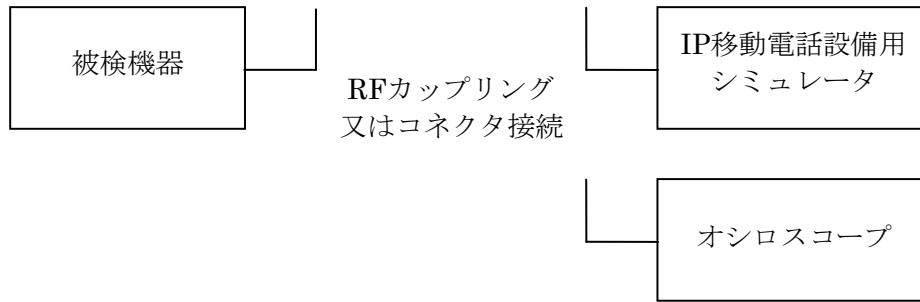 被検機器
RFカップリング
又はコネクタ接続
IP移動電話設備用
シミュレータ
オシロスコープ